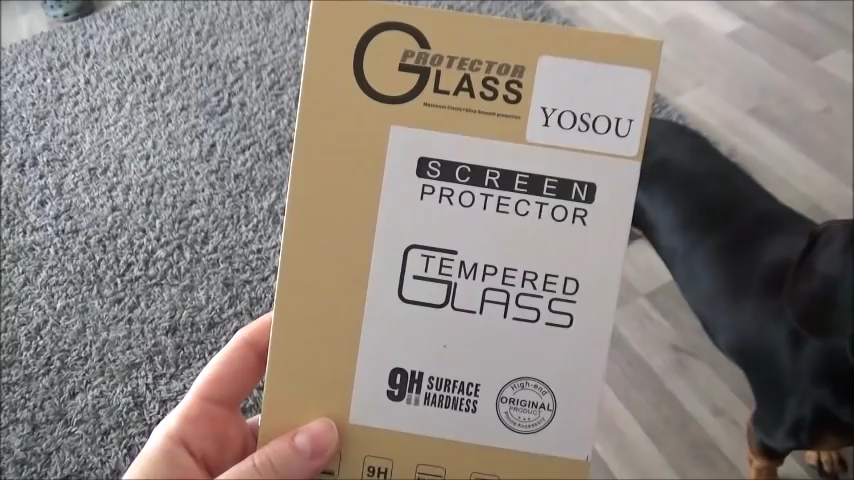 PROTECTOR
GLASS
YOSOU
SCREEN
PROTECTOR
TEMPERED
GLASS
9H SURFACE
HARDNESS
High-end
ORIGINAL
PRODUCT
9H